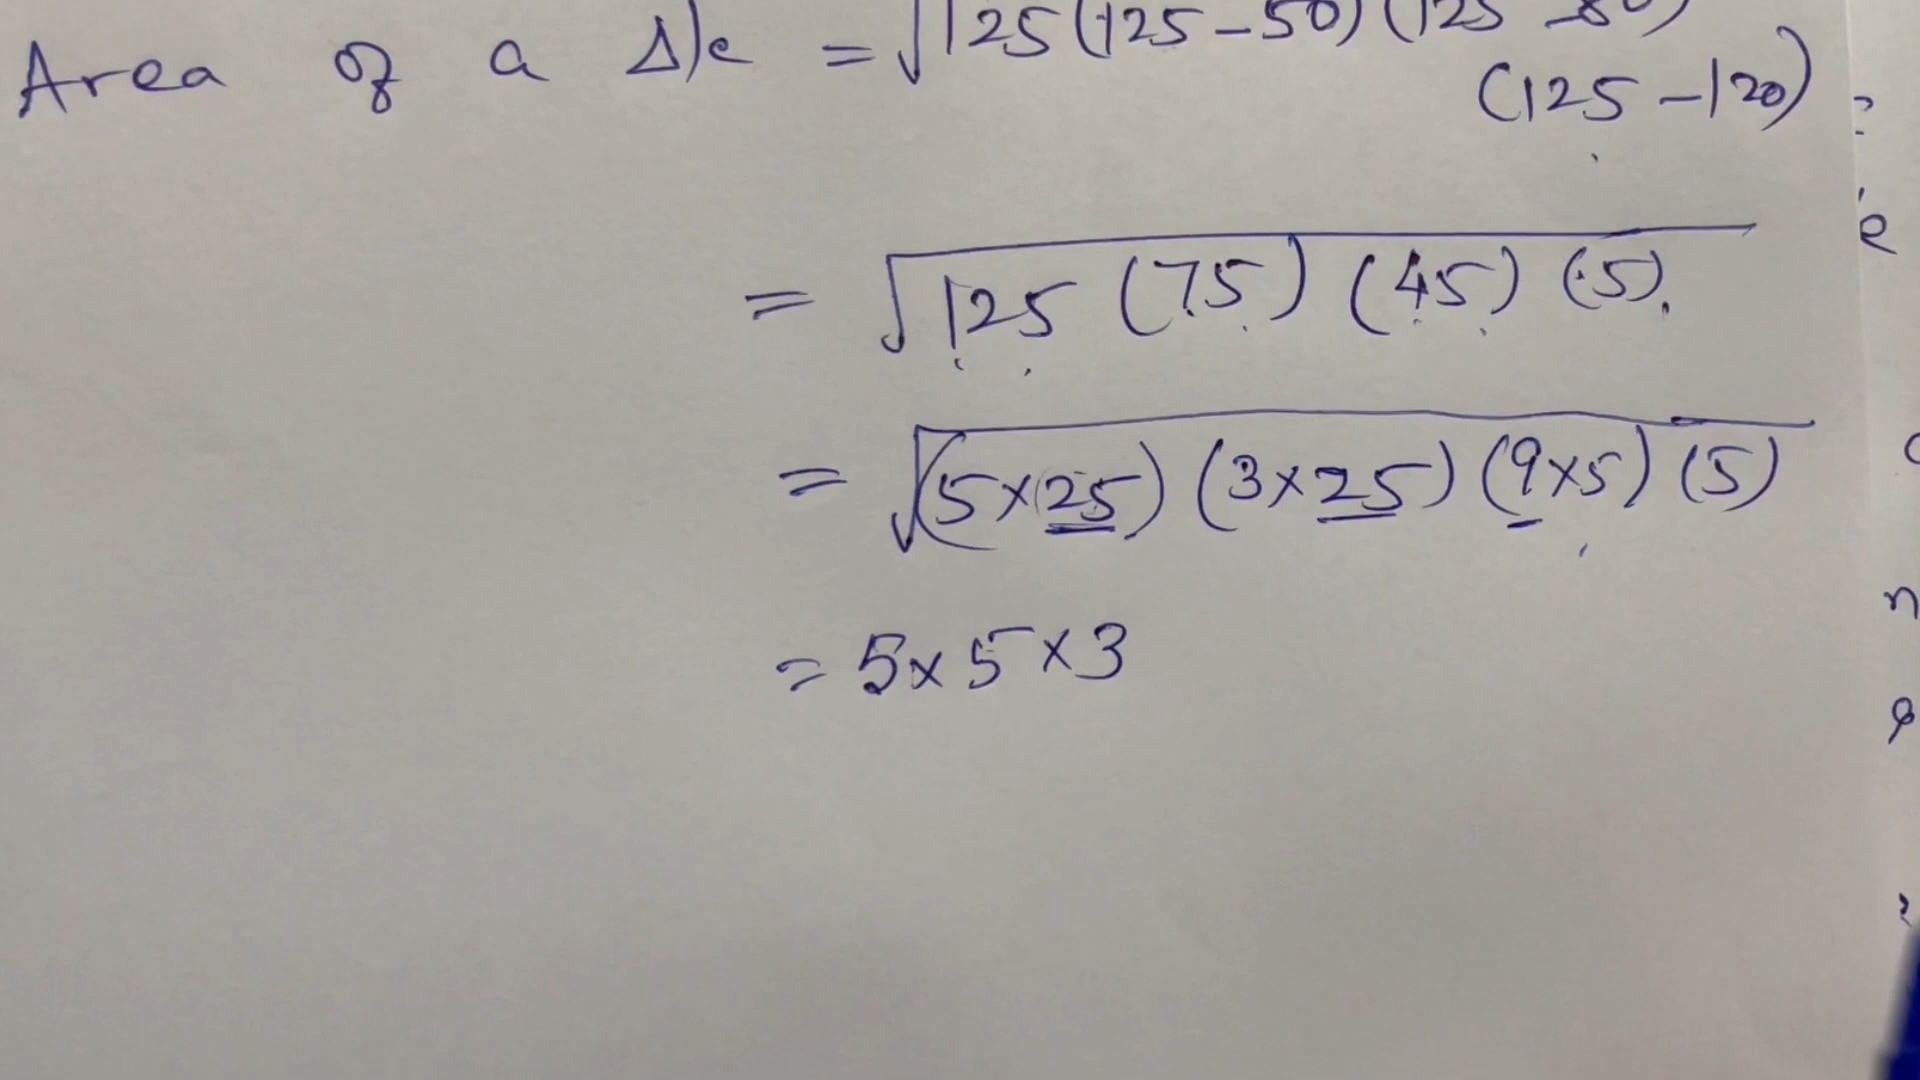 Area of a Δle = √125(125-50)(125-80)
(125-120)
= √125 (75) (45) (5)
= √(5×25) (3×25) (9×5) (5)
= 5×5×3